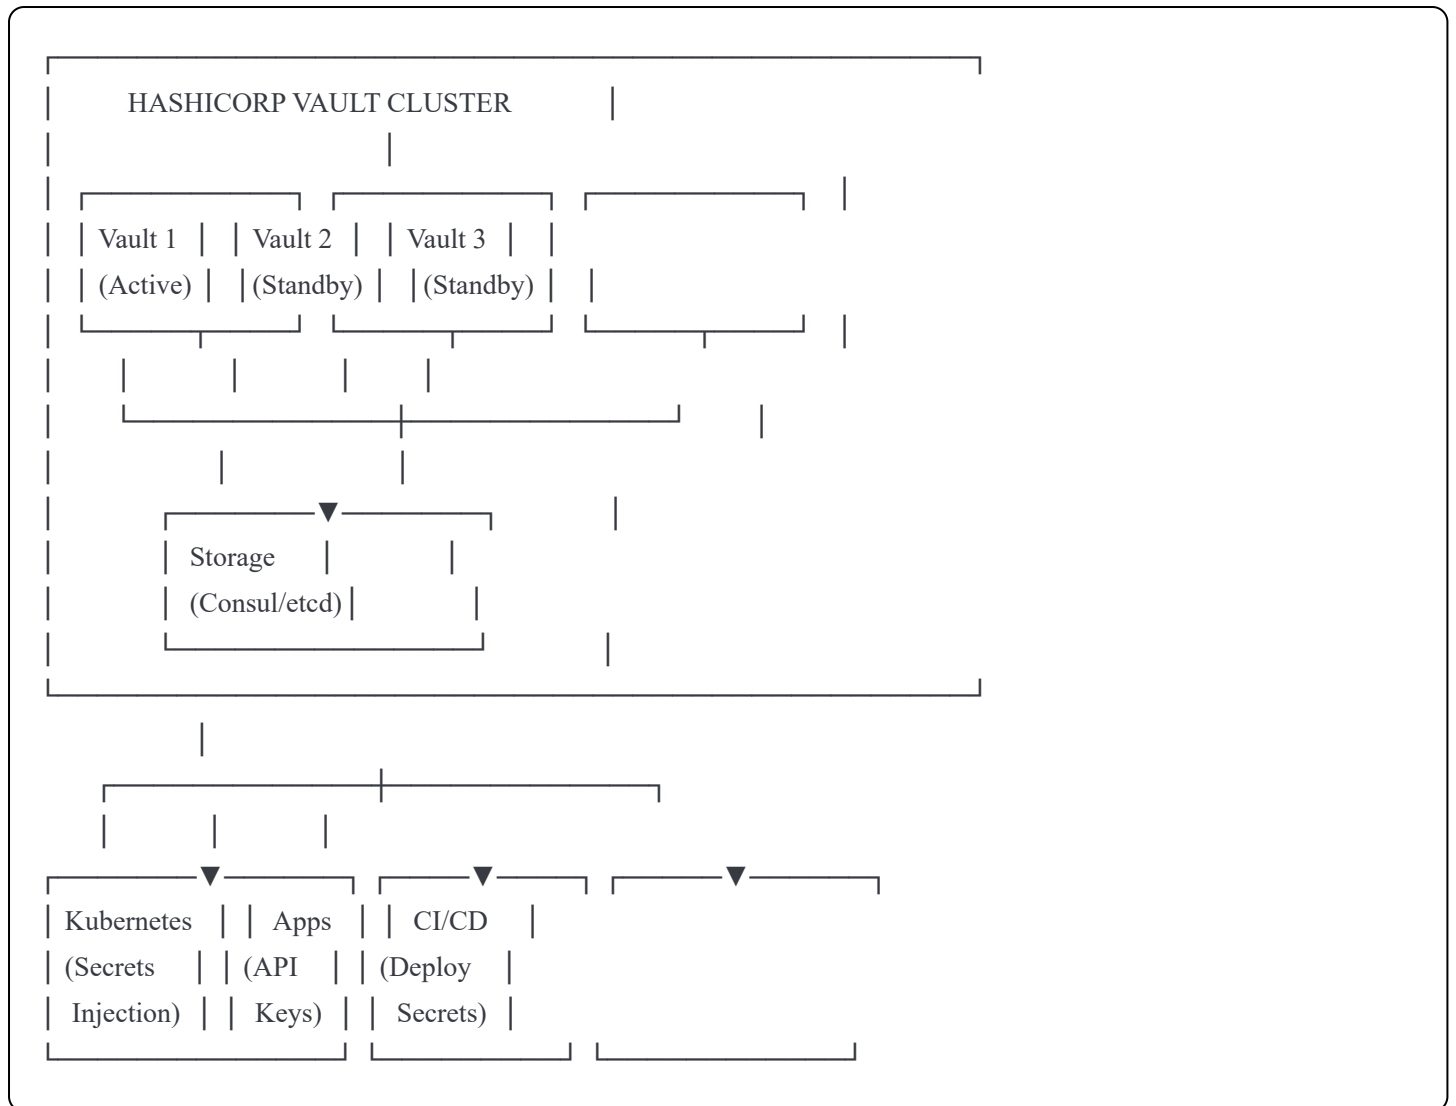 HASHICORP VAULT CLUSTER
Vault 1 Vault 2 Vault 3
(Active) (Standby) (Standby)
Storage
(Consul/etcd)
Kubernetes Apps CI/CD
(Secrets (API (Deploy
Injection) Keys) Secrets)